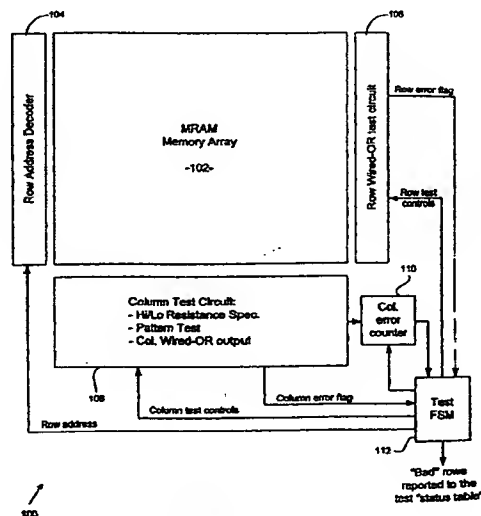 104
106
Row Address Decoder
MRAM
Memory Array
-102-
Row Wired-OR test circuit
Row error flag
Row test
controls
110
Column Test Circuit:
- Hi/Lo Resistance Spec.
- Pattern Test
- Col. Wired-OR output
Col.
error
counter
108
Column error flag
Column test controls
Row address
Test
FSM
112
"Bad" rows
reported to the
test "status table"
100